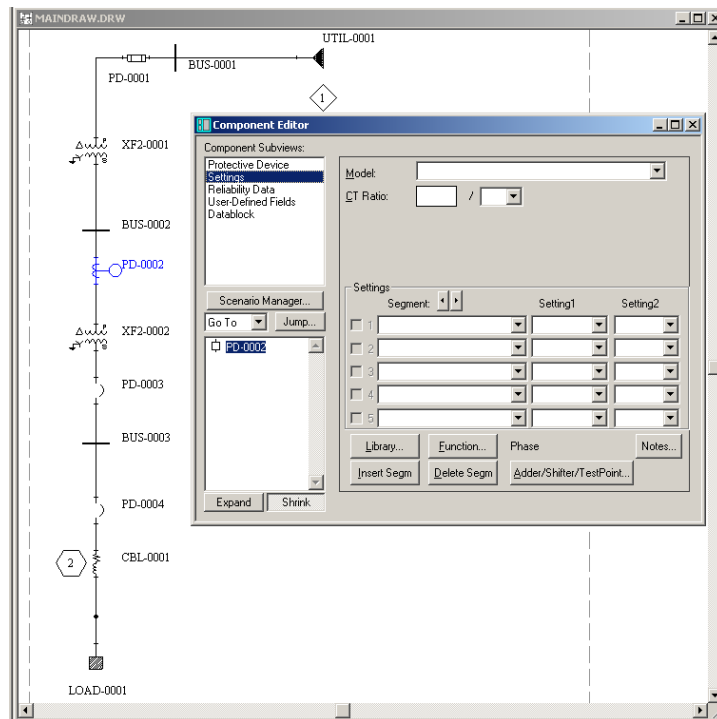 MAINDRAW.DRW
UTIL-0001
BUS-0001
PD-0001
1
XF2-0001
P
S
BUS-0002
PD-0002
XF2-0002
P
S
PD-0003
BUS-0003
PD-0004
CBL-0001
2
LOAD-0001
Component Editor
Component Subviews:
Protective Device
Settings
Reliability Data
User-Defined Fields
Datablock
Scenario Manager...
Go To Jump...
PD-0002
Expand Shrink
Model:
CT Ratio: /
Settings
Segment: Setting1 Setting2
1
2
3
4
5
Library... Function... Phase Notes...
Insert Segm Delete Segm Adder/Shifter/TestPoint...